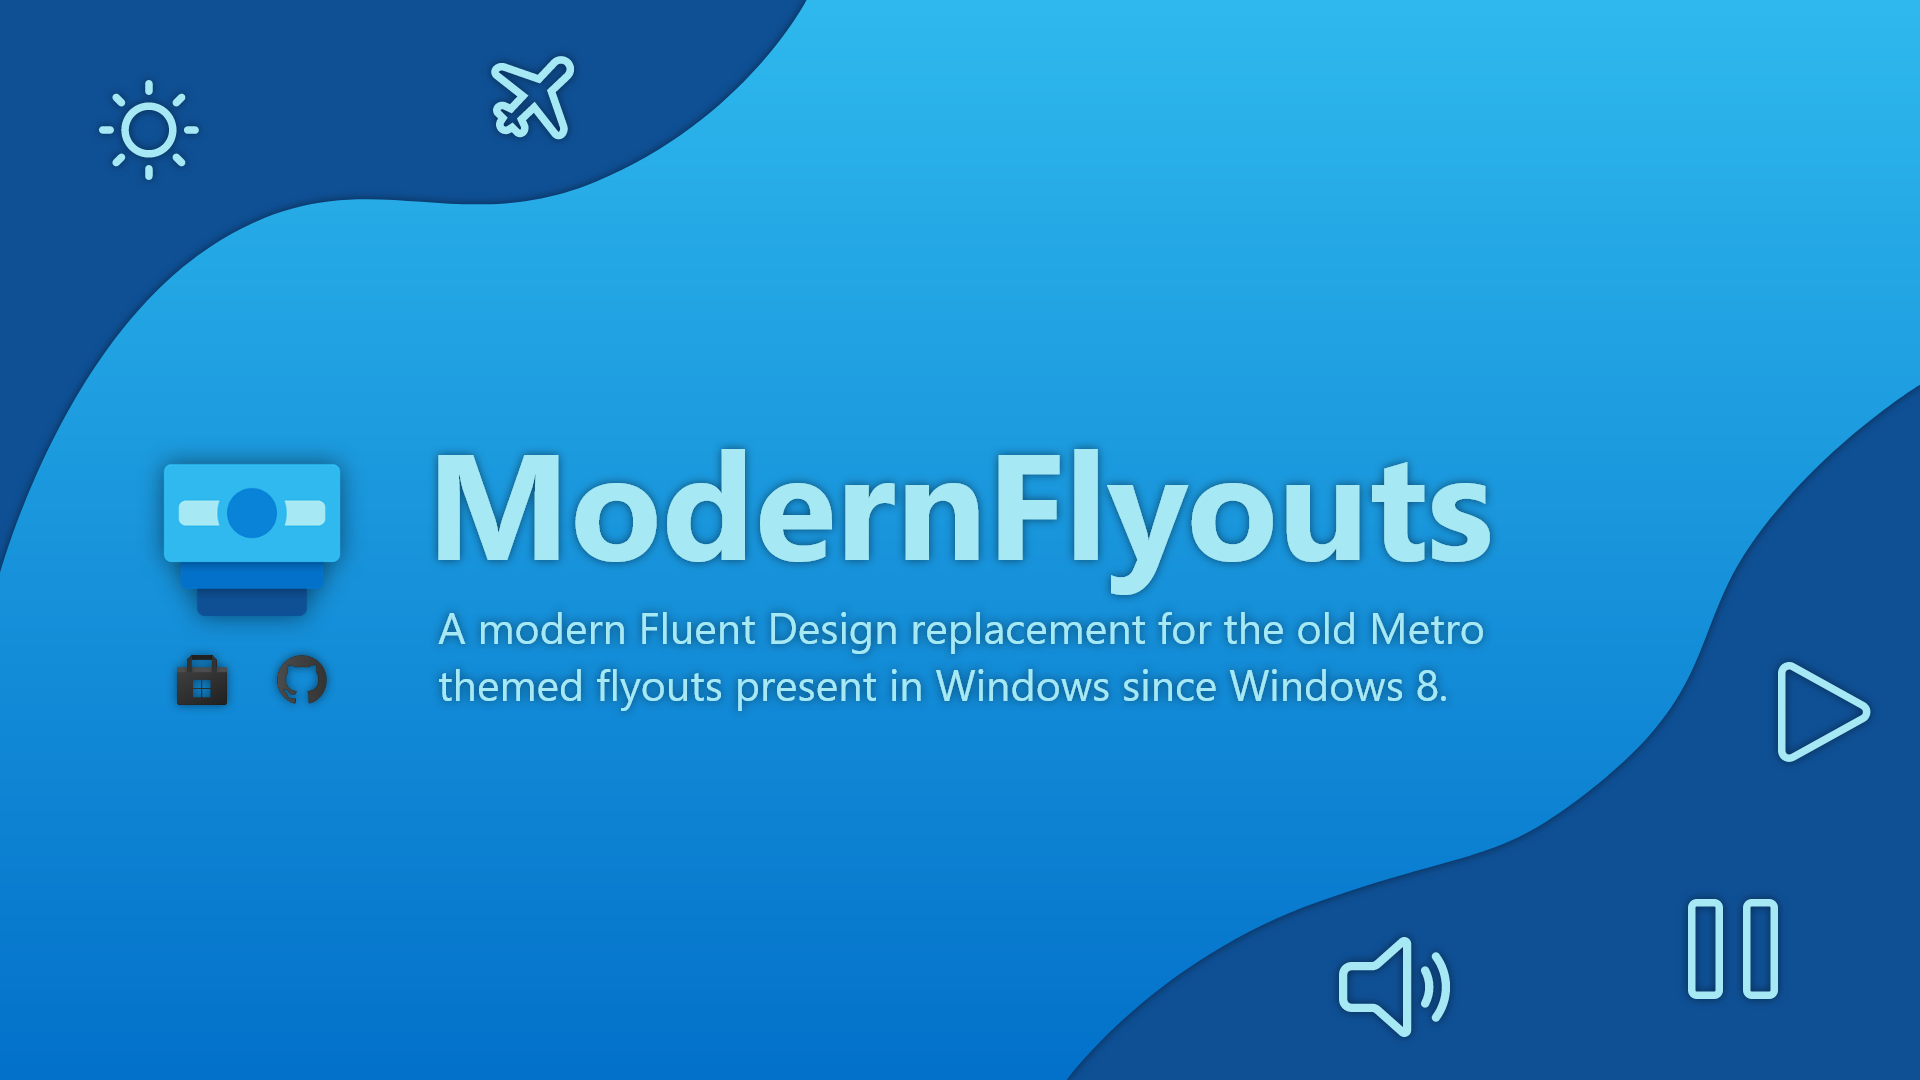 ModernFlyouts
A modern Fluent Design replacement for the old Metro
themed flyouts present in Windows since Windows 8.